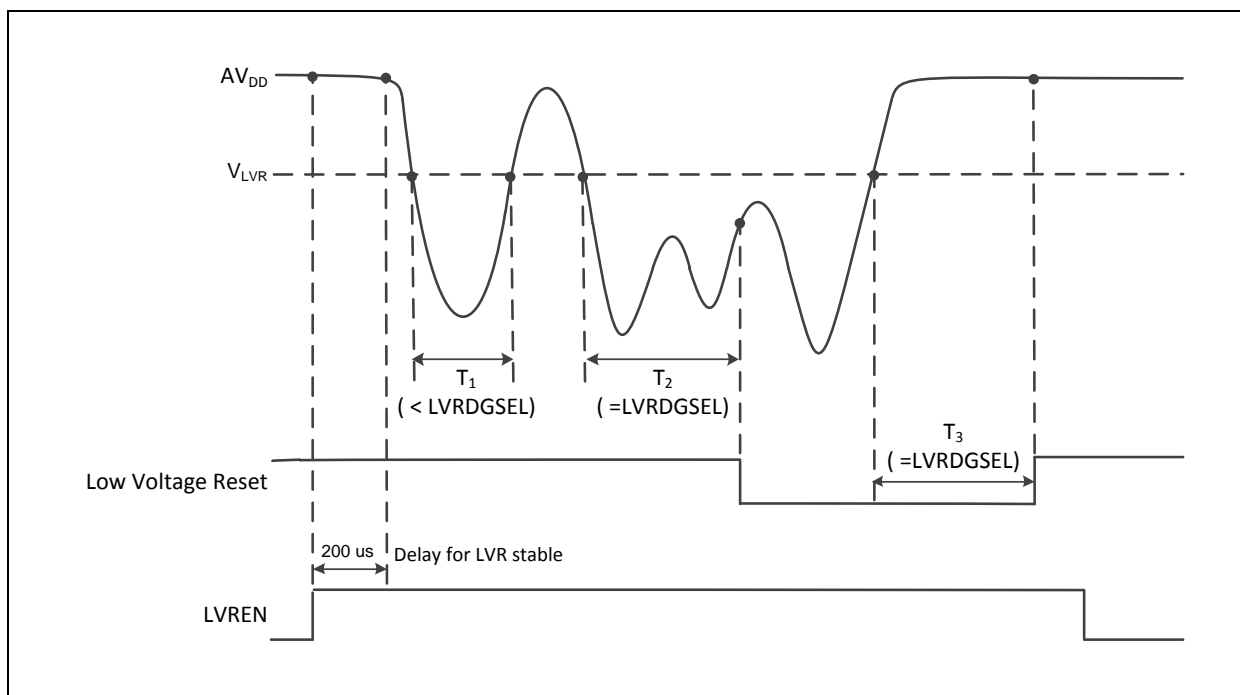 AVDD
VLVR
T1
( < LVRDGSEL)
T2
( =LVRDGSEL)
T3
( =LVRDGSEL)
Low Voltage Reset
200 us
Delay for LVR stable
LVREN